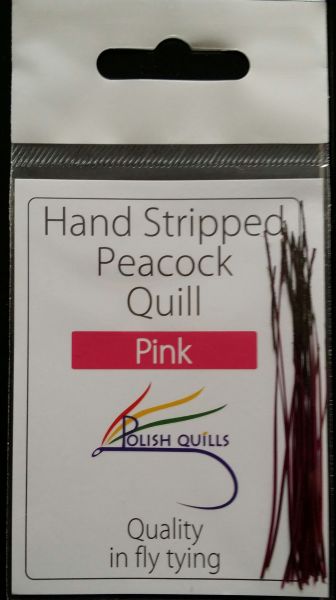 Hand Stripped
Peacock
Quill
Pink
POLISH QUILLS
Quality
in fly tying